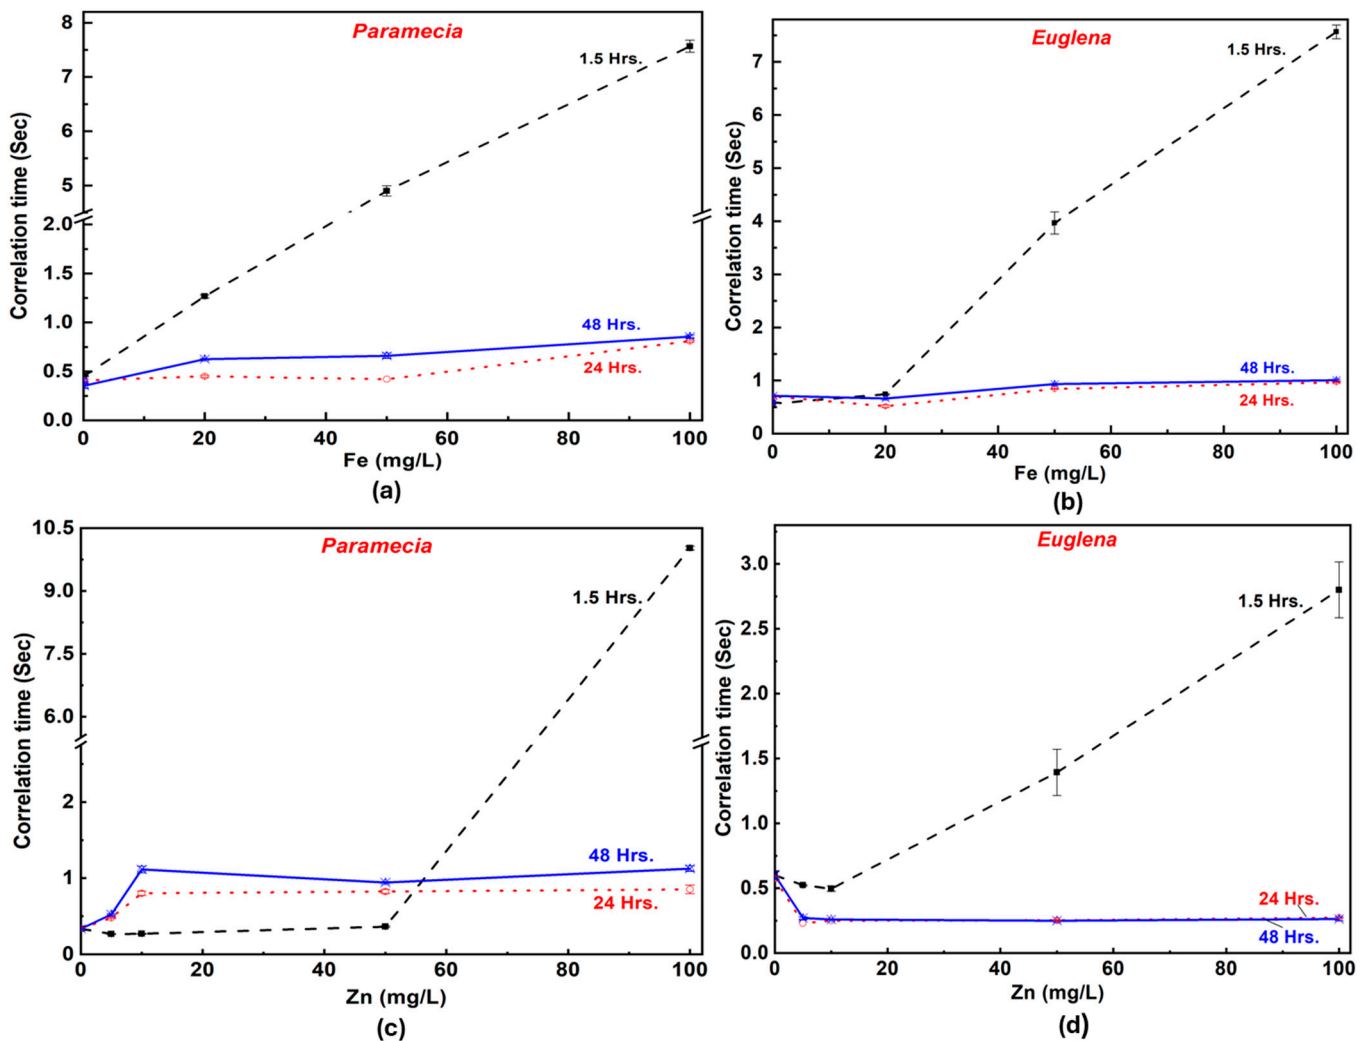 Paramecia
1.5 Hrs.
48 Hrs.
24 Hrs.
Correlation time (Sec)
8
7
6
5
2.0
1.5
1.0
0.5
0.0
0 20 40 60 80 100
Fe (mg/L)
(a)
Euglena
1.5 Hrs.
48 Hrs.
24 Hrs.
Correlation time (Sec)
7
6
5
4
3
2
1
0
0 20 40 60 80 100
Fe (mg/L)
(b)
Paramecia
1.5 Hrs.
48 Hrs.
24 Hrs.
Correlation time (Sec)
10.5
9.0
7.5
6.0
2
1
0
0 20 40 60 80 100
Zn (mg/L)
(c)
Euglena
1.5 Hrs.
24 Hrs.
48 Hrs.
Correlation time (Sec)
3.0
2.5
2.0
1.5
1.0
0.5
0.0
0 20 40 60 80 100
Zn (mg/L)
(d)